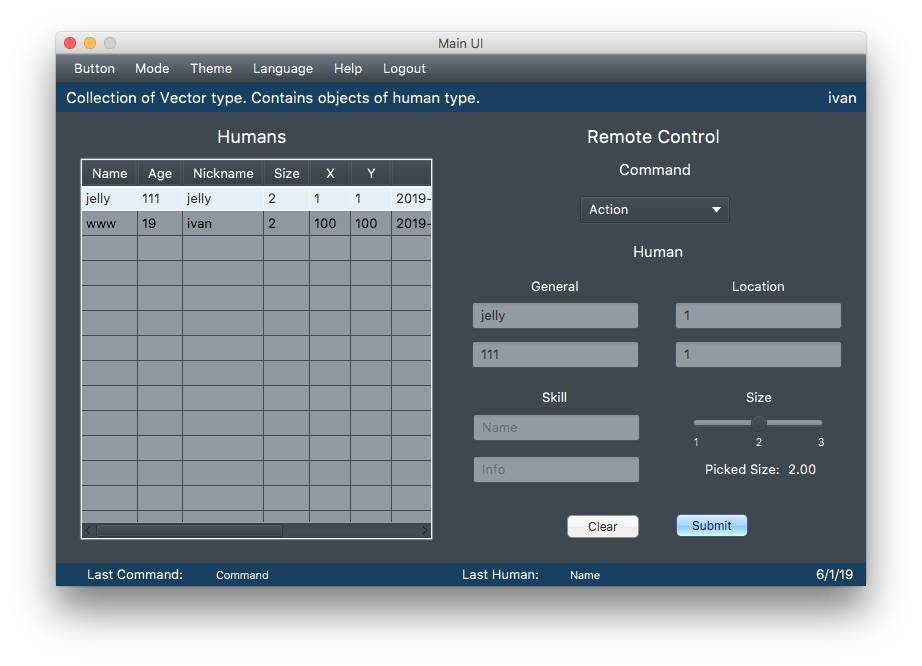 Main UI
Button Mode Theme Language Help Logout
Collection of Vector type. Contains objects of human type. ivan
Humans
Name Age Nickname Size X Y
jelly 111 jelly 2 1 1 2019-
www 19 ivan 2 100 100 2019-
Remote Control
Command
Action
Human
General Location
jelly 1
111 1
Skill Size
Name
1 2 3
Info Picked Size: 2.00
Clear Submit
Last Command: Command Last Human: Name 6/1/19